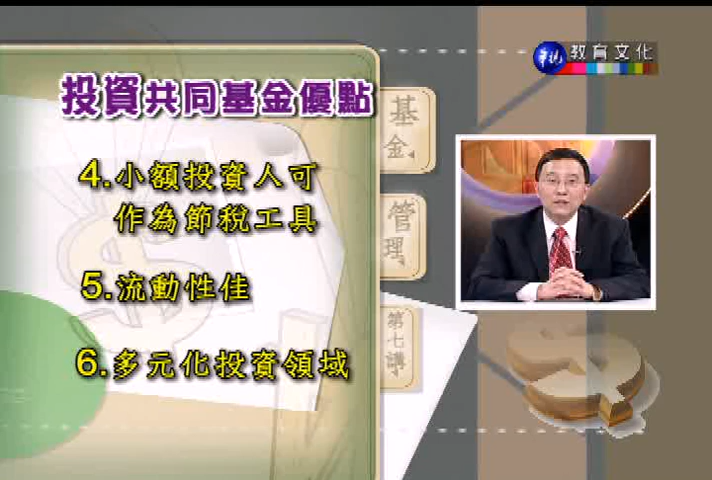 華視
教育文化
投資共同基金優點
4.小額投資人可
作為節稅工具
5.流動性佳
6.多元化投資領域
基
金
管
理
第
七
講